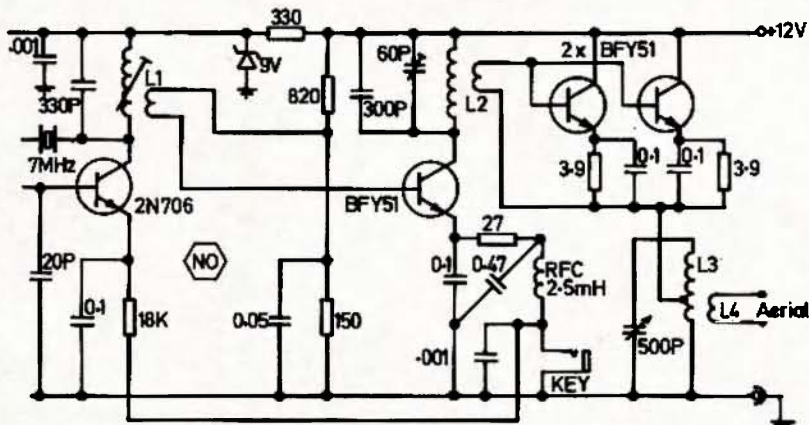 330
+12V
.001
9V
60P
2 x BFY51
L1
330P
820
300P
L2
7MHz
3.9
0.1
0.1
3.9
2N706
BFY51
27
20P
NO
0.1
0.47
RFC
2.5mH
L3
0.1
18K
0.05
150
.001
500P
L4 Aerial
KEY